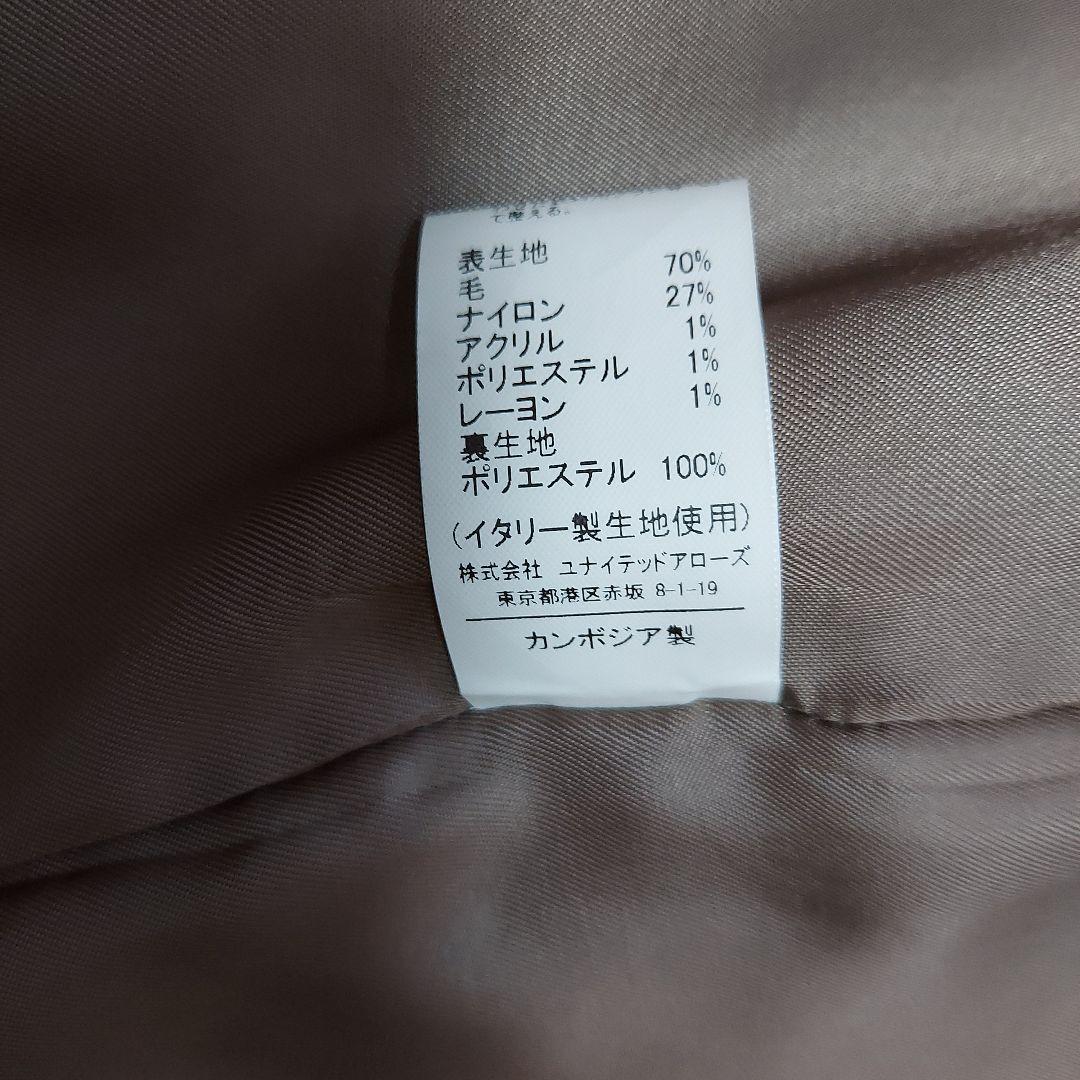 で整える。
表生地
毛 70%
ナイロン 27%
アクリル 1%
ポリエステル 1%
レーヨン 1%
裏生地
ポリエステル 100%
(イタリー製生地使用)
株式会社 ユナイテッドアローズ
東京都港区赤坂 8-1-19
カンボジア製